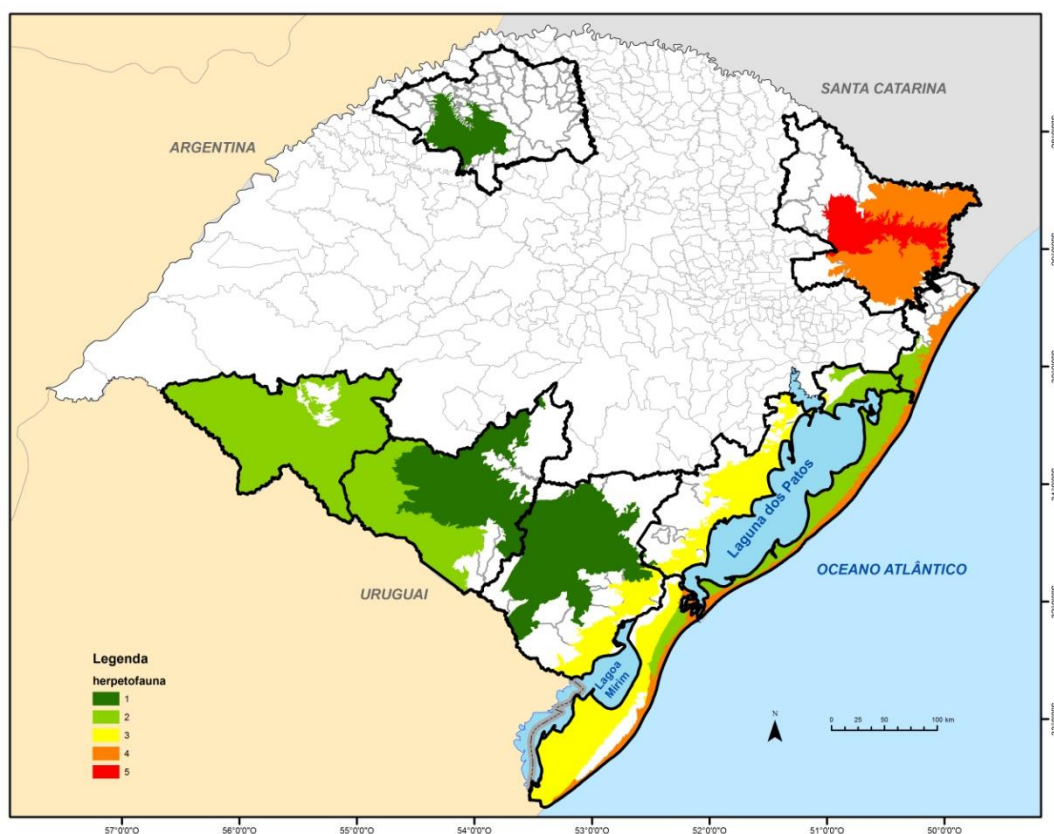 SANTA CATARINA
ARGENTINA
Laguna dos Patos
OCEANO ATLÂNTICO
URUGUAI
Lagoa
Mirim
Legenda
herpetofauna
1
2
3
4
5
N
0 25 50 100 km
57°0'0"O 56°0'0"O 55°0'0"O 54°0'0"O 53°0'0"O 52°0'0"O 51°0'0"O 50°0'0"O